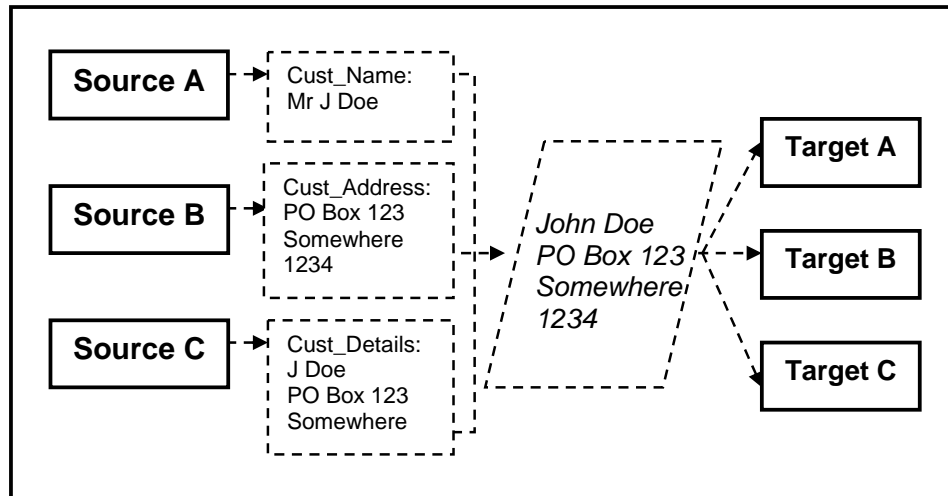 Source A
Cust_Name:
Mr J Doe
Source B
Cust_Address:
PO Box 123
Somewhere
1234
Source C
Cust_Details:
J Doe
PO Box 123
Somewhere
John Doe
PO Box 123
Somewhere
1234
Target A
Target B
Target C